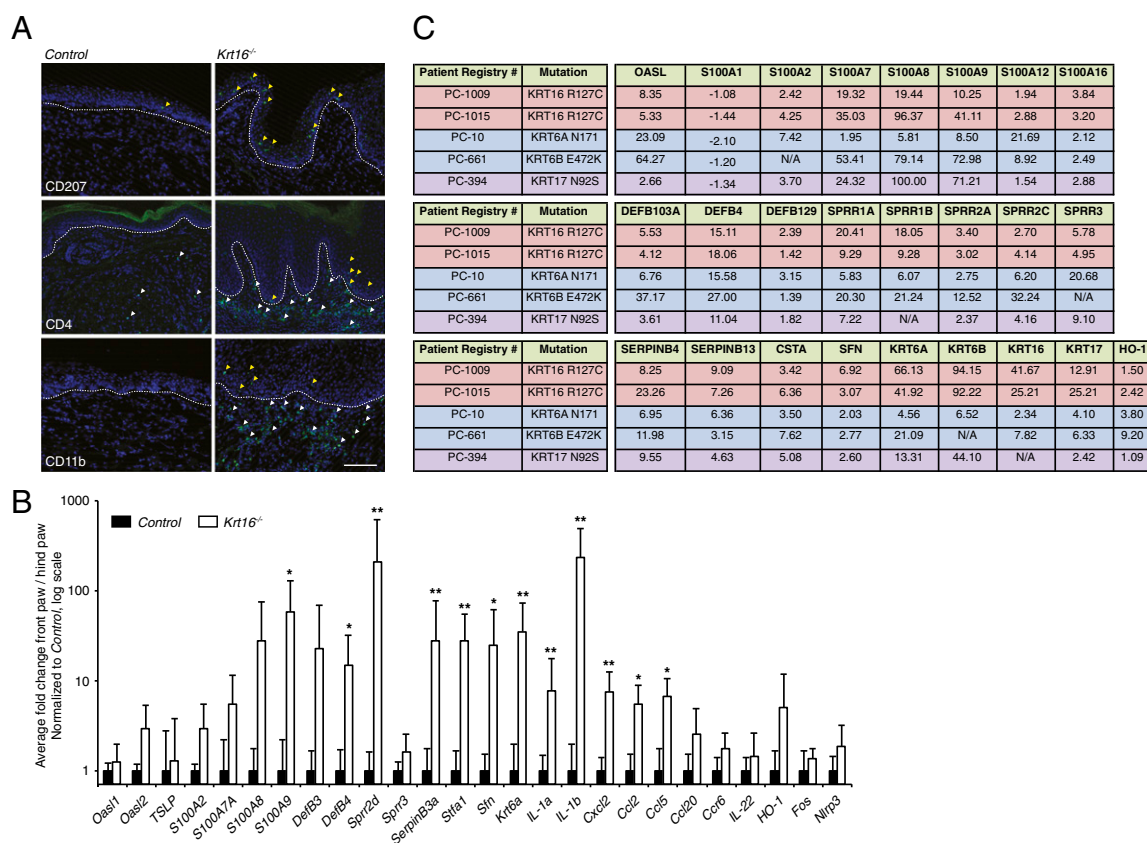 A
Control
Krt16-/-
CD207
CD4
CD11b
C
Patient Registry # Mutation OASL S100A1 S100A2 S100A7 S100A8 S100A9 S100A12 S100A16
PC-1009 KRT16 R127C 8.35 -1.08 2.42 19.32 19.44 10.25 1.94 3.84
PC-1015 KRT16 R127C 5.33 -1.44 4.25 35.03 96.37 41.11 2.88 3.20
PC-10 KRT6A N171 23.09 -2.10 7.42 1.95 5.81 8.50 21.69 2.12
PC-661 KRT6B E472K 64.27 -1.20 N/A 53.41 79.14 72.98 8.92 2.49
PC-394 KRT17 N92S 2.66 -1.34 3.70 24.32 100.00 71.21 1.54 2.88
Patient Registry # Mutation DEFB103A DEFB4 DEFB129 SPRR1A SPRR1B SPRR2A SPRR2C SPRR3
PC-1009 KRT16 R127C 5.53 15.11 2.39 20.41 18.05 3.40 2.70 5.78
PC-1015 KRT16 R127C 4.12 18.06 1.42 9.29 9.28 3.02 4.14 4.95
PC-10 KRT6A N171 6.76 15.58 3.15 5.83 6.07 2.75 6.20 20.68
PC-661 KRT6B E472K 37.17 27.00 1.39 20.30 21.24 12.52 32.24 N/A
PC-394 KRT17 N92S 3.61 11.04 1.82 7.22 N/A 2.37 4.16 9.10
Patient Registry # Mutation SERPINB4 SERPINB13 CSTA SFN KRT6A KRT6B KRT16 KRT17 HO-1
PC-1009 KRT16 R127C 8.25 9.09 3.42 6.92 66.13 94.15 41.67 12.91 1.50
PC-1015 KRT16 R127C 23.26 7.26 6.36 3.07 41.92 92.22 25.21 25.21 2.42
PC-10 KRT6A N171 6.95 6.36 3.50 2.03 4.56 6.52 2.34 4.10 3.80
PC-661 KRT6B E472K 11.98 3.15 7.62 2.77 21.09 N/A 7.82 6.33 9.20
PC-394 KRT17 N92S 9.55 4.63 5.08 2.60 13.31 44.10 N/A 2.42 1.09
B
Average fold change front paw / hind paw
Normalized to Control, log scale
1000
100
10
1
Control Krt16-/-
* * ** ** ** * ** ** ** ** * *
Oasl1 Oasl2 TSLP S100A2 S100A7A S100A8 S100A9 DefB3 DefB4 Sprr2d Sprr3 SerpinB3a Stfa1 Sfn Krt6a IL-1a IL-1b Cxcl2 Ccl2 Ccl5 Ccl20 Ccr6 IL-22 HO-1 Fos Nlrp3